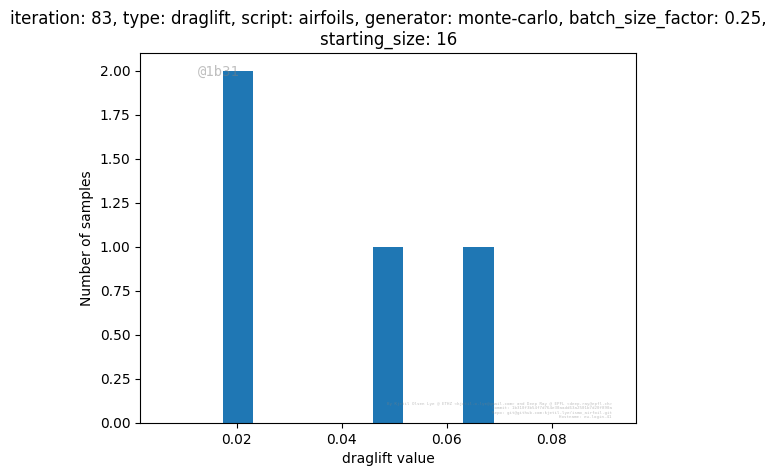 iteration: 83, type: draglift, script: airfoils, generator: monte-carlo, batch_size_factor: 0.25,
starting_size: 16
@1b31
2.00
1.75
1.50
1.25
1.00
0.75
0.50
0.25
0.00
Number of samples
0.02
0.04
0.06
0.08
draglift value